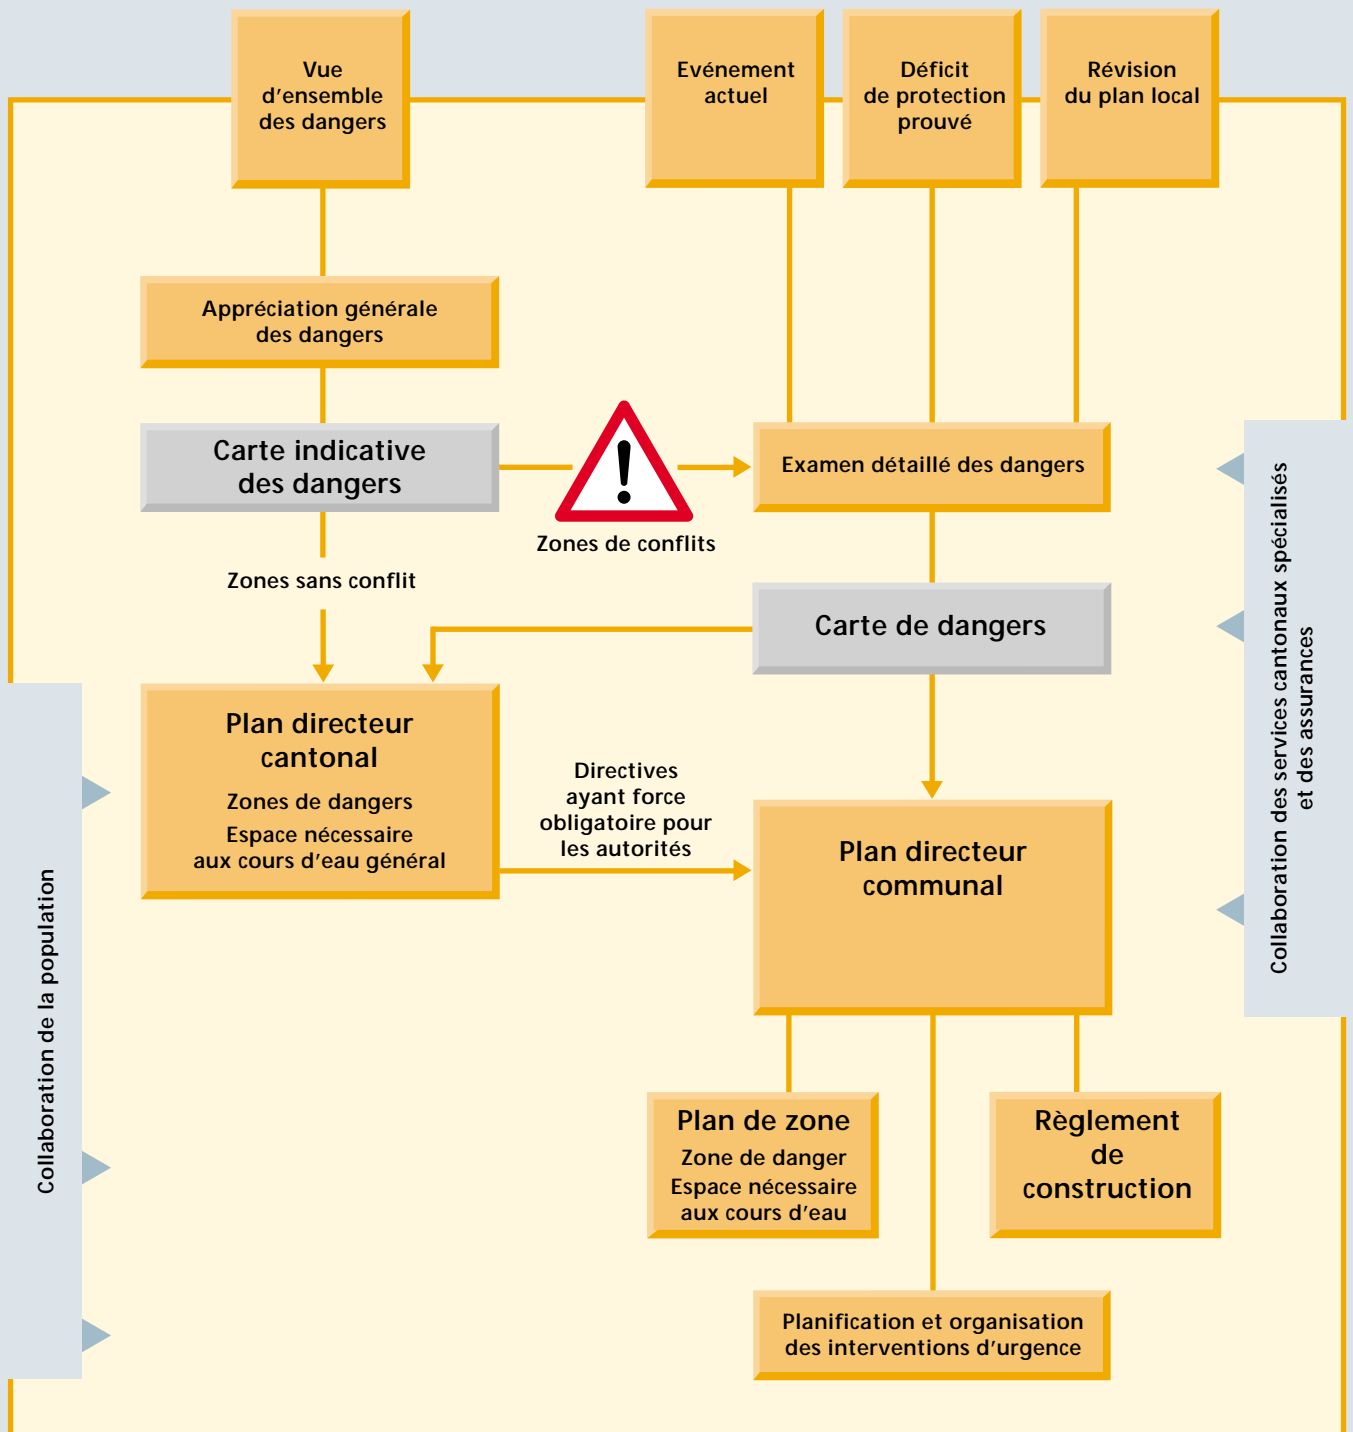 Vue
d'ensemble
des dangers
Evénement
actuel
Déficit
de protection
prouvé
Révision
du plan local
Appréciation générale
des dangers
Carte indicative
des dangers
Zones de conflits
Examen détaillé des dangers
Zones sans conflit
Carte de dangers
Plan directeur
cantonal
Zones de dangers
Espace nécessaire
aux cours d'eau général
Directives
ayant force
obligatoire pour
les autorités
Plan directeur
communal
Plan de zone
Zone de danger
Espace nécessaire
aux cours d'eau
Règlement
de
construction
Planification et organisation
des interventions d'urgence
Collaboration de la population
Collaboration des services cantonaux spécialisés
et des assurances